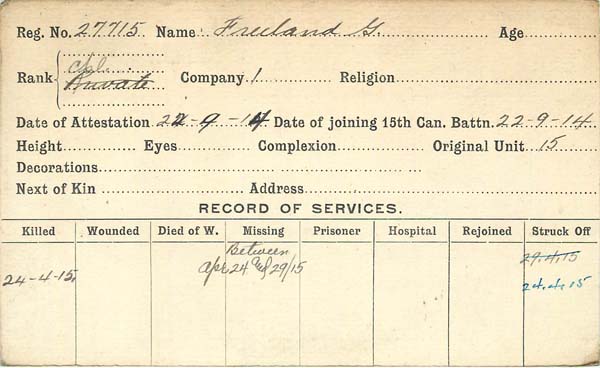 Reg. No. 27715 Name Freeland G. Age
Cpl.
Rank Private Company 1 Religion
Date of Attestation 22-9-14 Date of joining 15th Can. Battn. 22-9-14
Height Eyes Complexion Original Unit 15
Decorations
Next of Kin Address
RECORD OF SERVICES.
Killed Wounded Died of W. Missing Prisoner Hospital Rejoined Struck Off
Between 29.4.15
24-4-15. Apr 24 29/15 24.4.15